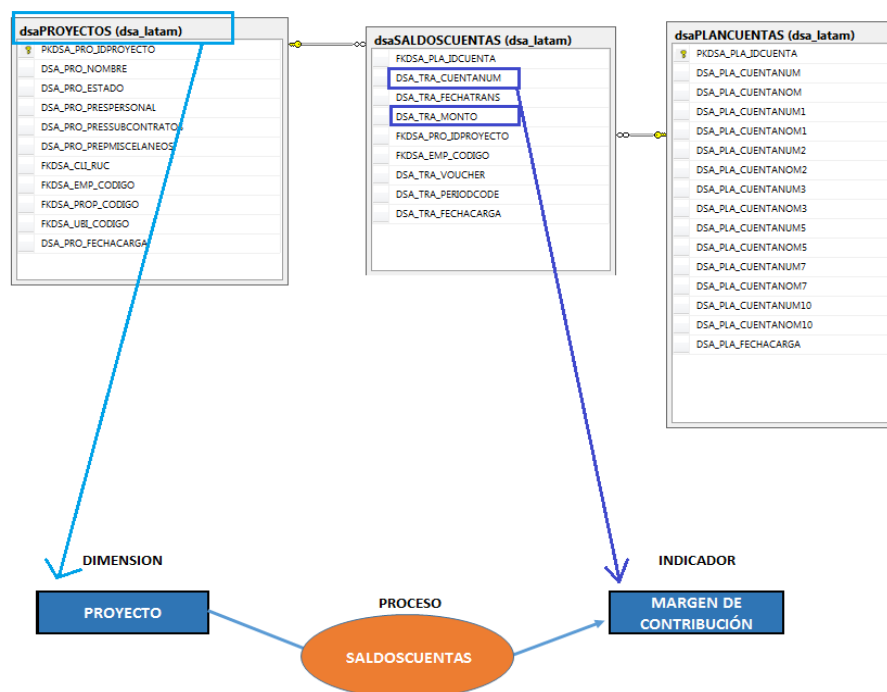 dsaPROYECTOS (dsa_latam)
PKDSA_PRO_IDPROYECTO
DSA_PRO_NOMBRE
DSA_PRO_ESTADO
DSA_PRO_PRESPERSONAL
DSA_PRO_PRESSUBCONTRATOS
DSA_PRO_PREPMISCELANEOS
FKDSA_CLI_RUC
FKDSA_EMP_CODIGO
FKDSA_PROP_CODIGO
FKDSA_UBI_CODIGO
DSA_PRO_FECHACARGA
dsaSALDOSCUENTAS (dsa_latam)
FKDSA_PLA_IDCUENTA
DSA_TRA_CUENTANUM
DSA_TRA_FECHATRANS
DSA_TRA_MONTO
FKDSA_PRO_IDPROYECTO
FKDSA_EMP_CODIGO
DSA_TRA_VOUCHER
DSA_TRA_PERIODCODE
DSA_TRA_FECHACARGA
dsaPLANCUENTAS (dsa_latam)
PKDSA_PLA_IDCUENTA
DSA_PLA_CUENTANUM
DSA_PLA_CUENTANOM
DSA_PLA_CUENTANUM1
DSA_PLA_CUENTANOM1
DSA_PLA_CUENTANUM2
DSA_PLA_CUENTANOM2
DSA_PLA_CUENTANUM3
DSA_PLA_CUENTANOM3
DSA_PLA_CUENTANUM5
DSA_PLA_CUENTANOM5
DSA_PLA_CUENTANUM7
DSA_PLA_CUENTANOM7
DSA_PLA_CUENTANUM10
DSA_PLA_CUENTANOM10
DSA_PLA_FECHACARGA
DIMENSION
PROYECTO
PROCESO
SALDOSCUENTAS
INDICADOR
MARGEN DE
CONTRIBUCIÓN